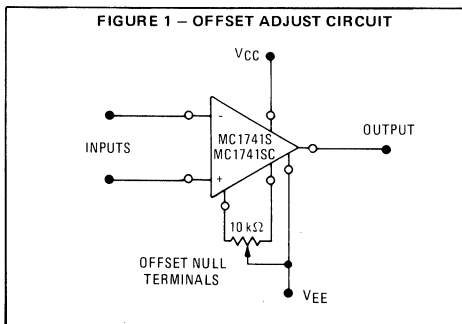 FIGURE 1 – OFFSET ADJUST CIRCUIT
VCC
-
MC1741S
MC1741SC
OUTPUT
INPUTS
+
10 kΩ
OFFSET NULL
TERMINALS
VEE